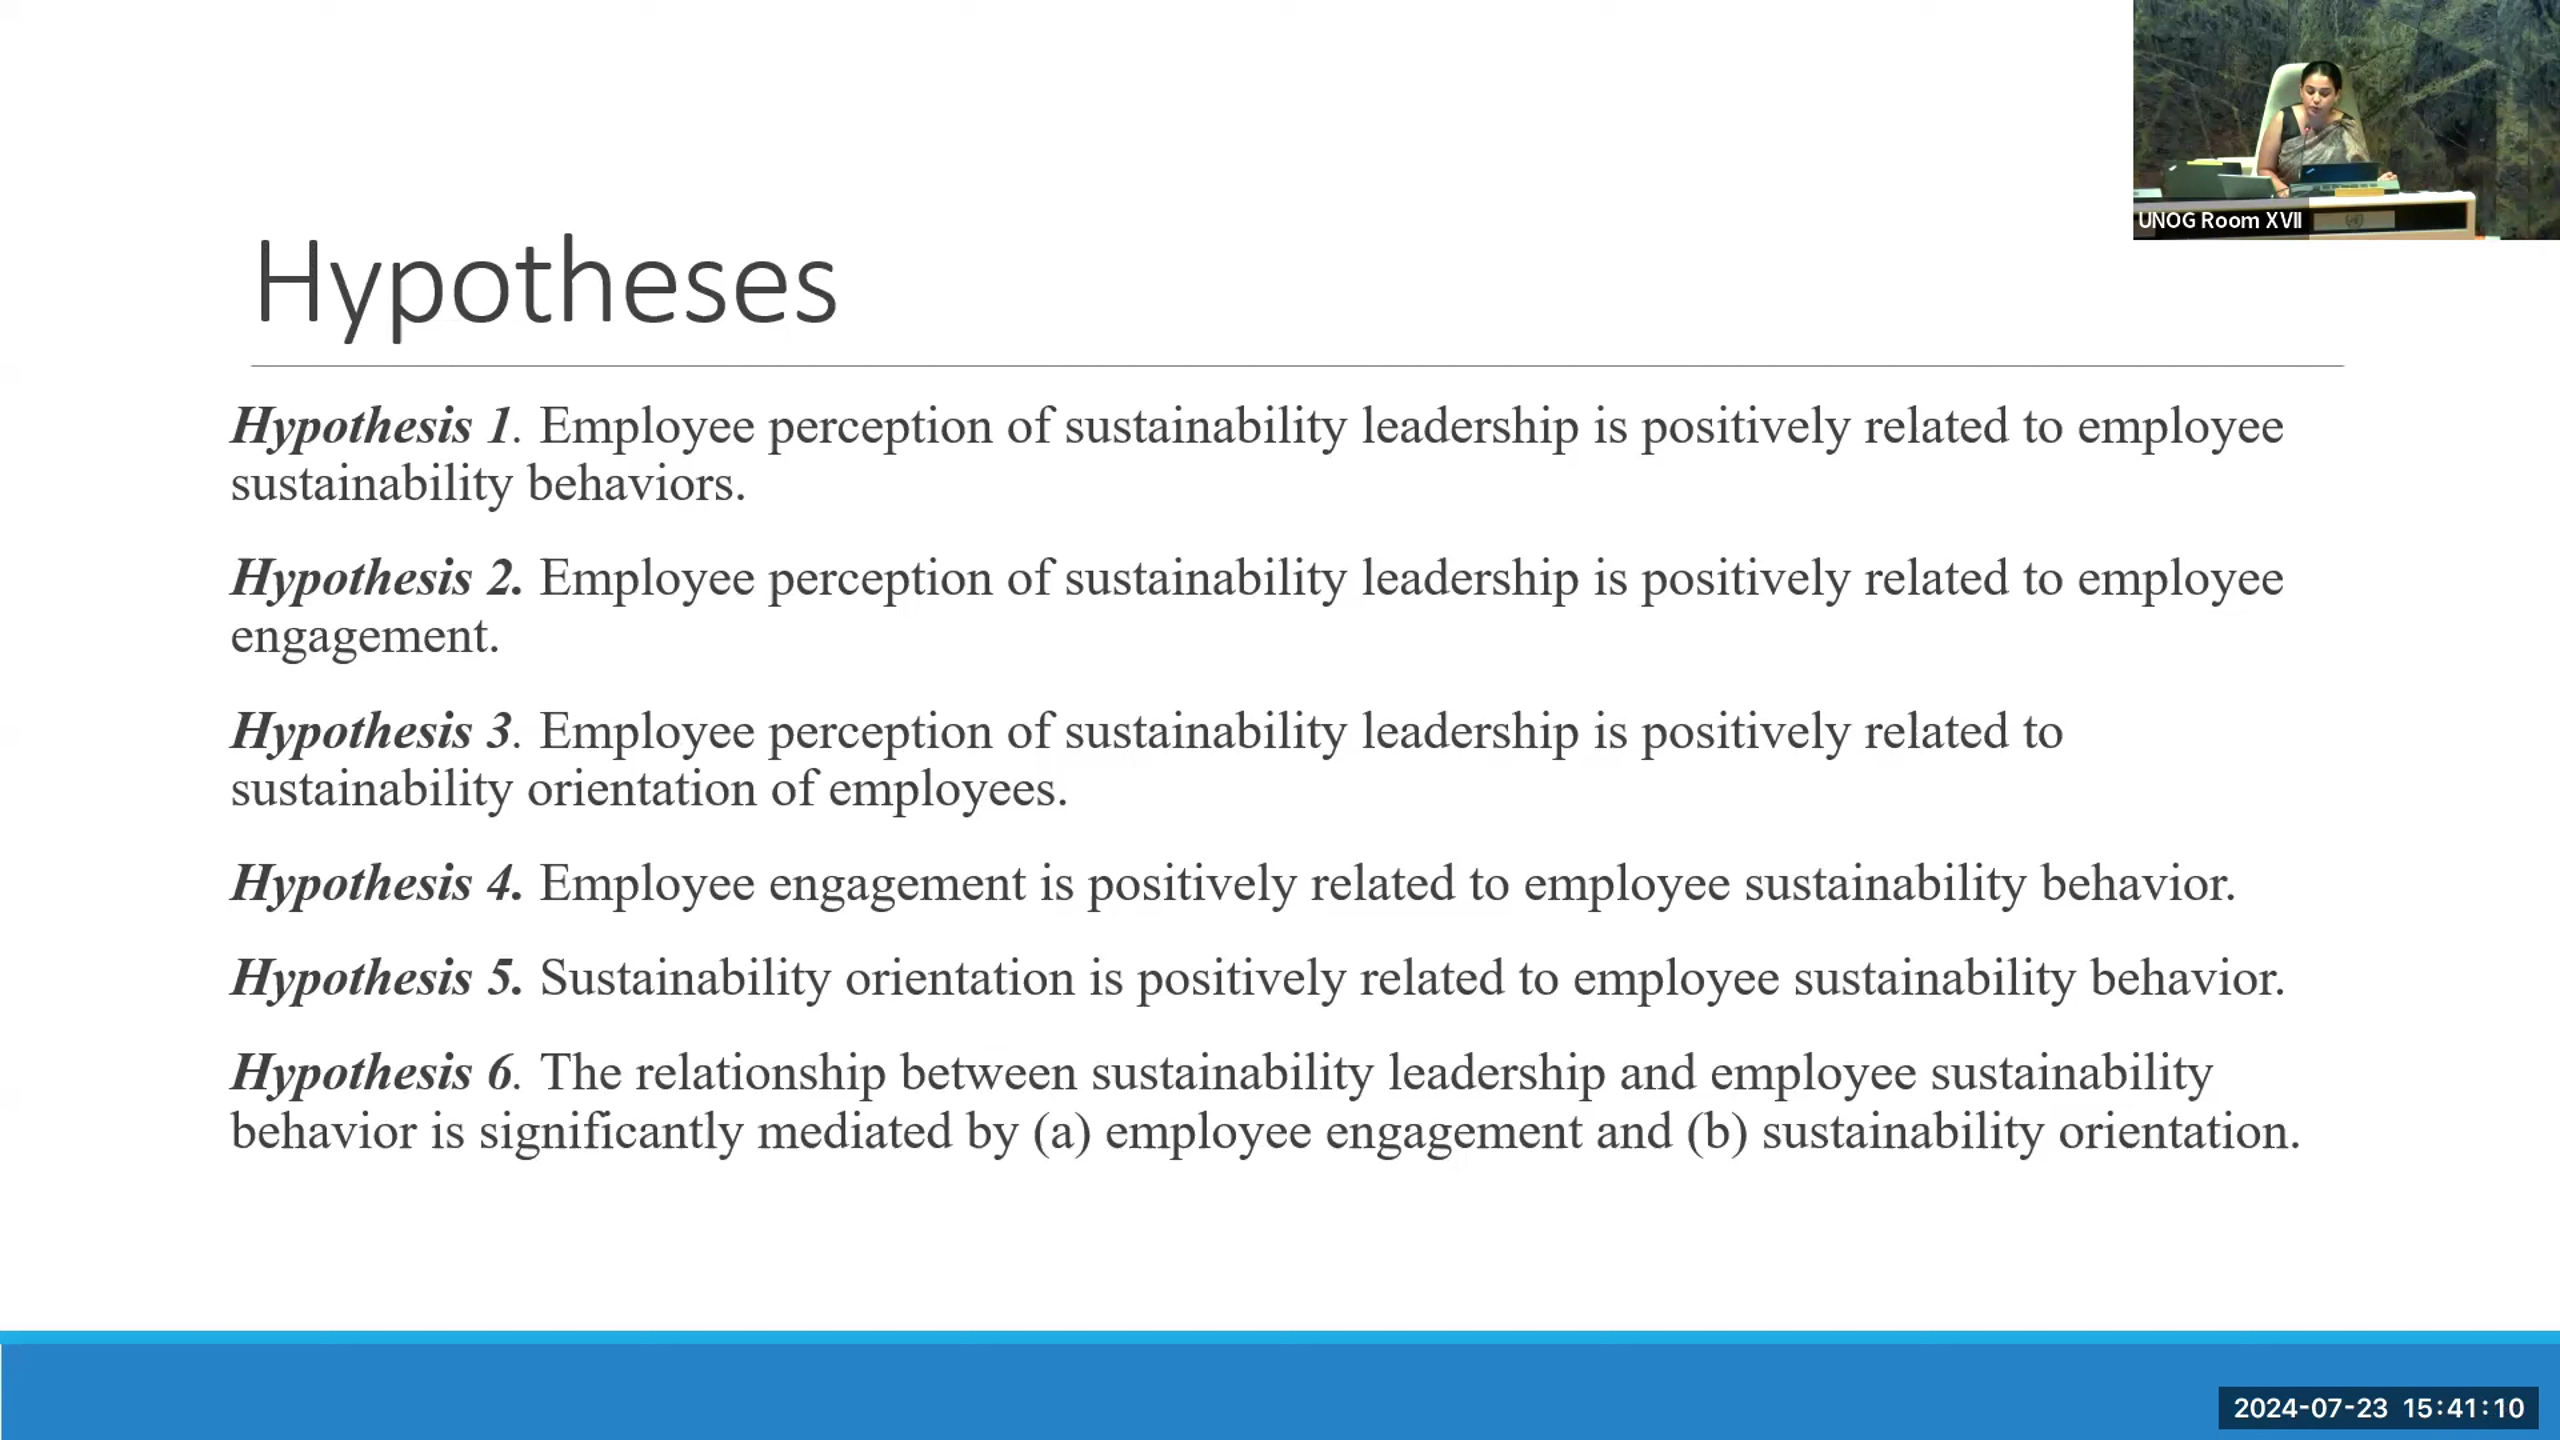 UNOG Room XVII
Hypotheses
Hypothesis 1. Employee perception of sustainability leadership is positively related to employee
sustainability behaviors.
Hypothesis 2. Employee perception of sustainability leadership is positively related to employee
engagement.
Hypothesis 3. Employee perception of sustainability leadership is positively related to
sustainability orientation of employees.
Hypothesis 4. Employee engagement is positively related to employee sustainability behavior.
Hypothesis 5. Sustainability orientation is positively related to employee sustainability behavior.
Hypothesis 6. The relationship between sustainability leadership and employee sustainability
behavior is significantly mediated by (a) employee engagement and (b) sustainability orientation.
2024-07-23 15:41:10